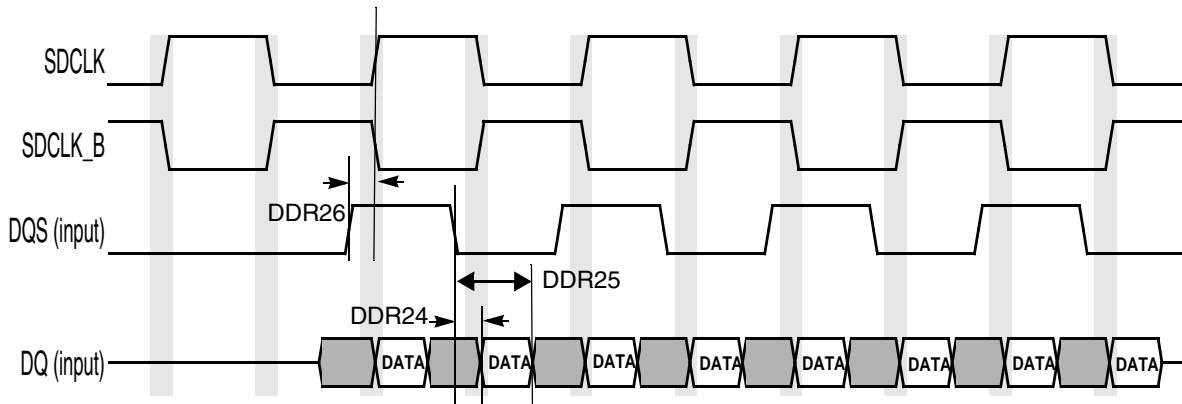 SDCLK
SDCLK_B
DDR26
DQS (input)
DDR25
DDR24
DQ (input)
DATA DATA DATA DATA DATA DATA DATA DATA